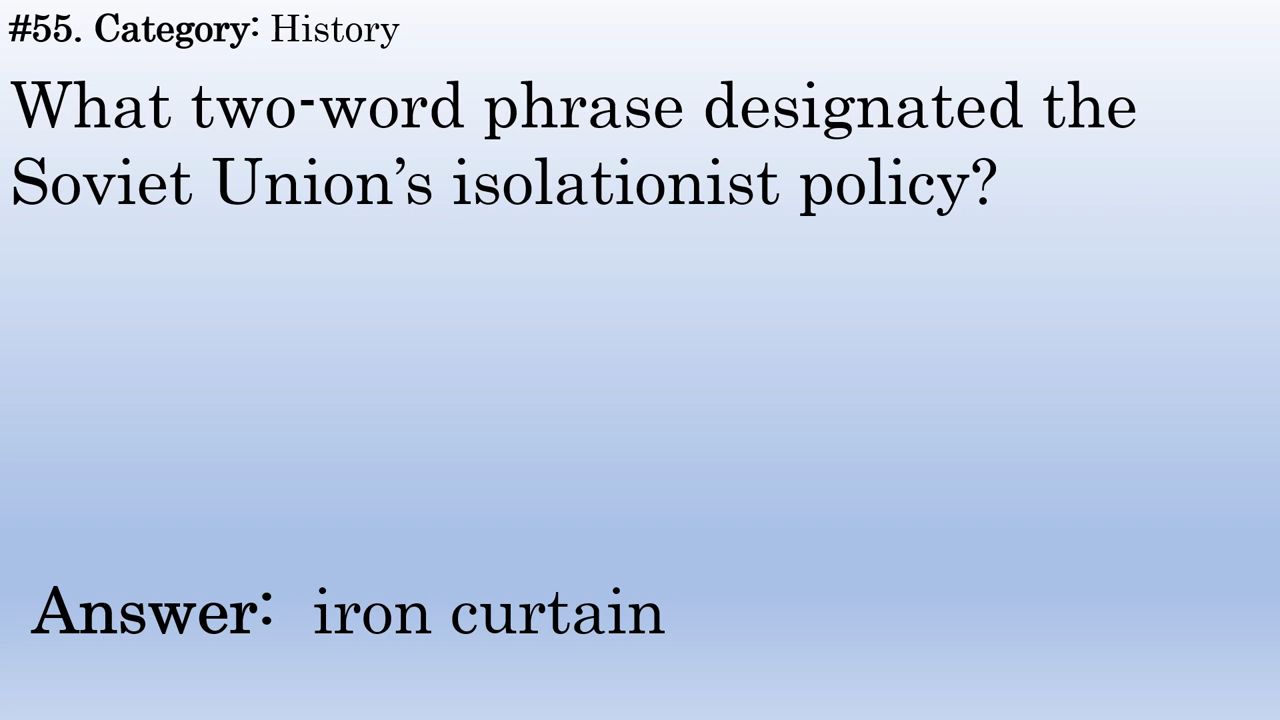 #55. Category: History
What two-word phrase designated the
Soviet Union’s isolationist policy?
Answer: iron curtain